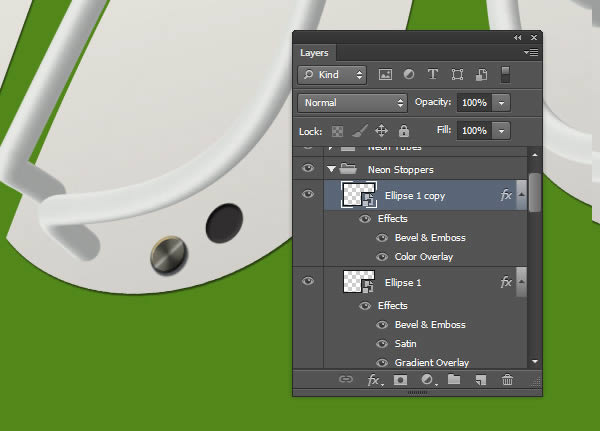 Layers
Kind
Normal Opacity: 100%
Lock: Fill: 100%
Neon Tubes
Neon Stoppers
Ellipse 1 copy fx
Effects
Bevel & Emboss
Color Overlay
Ellipse 1 fx
Effects
Bevel & Emboss
Satin
Gradient Overlay
fx